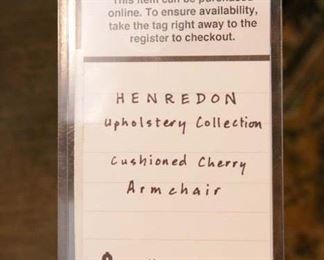 This item can be purchased
online. To ensure availability,
take the tag right away to the
register to checkout.
HENREDON
Upholstery Collection
Cushioned Cherry
Armchair